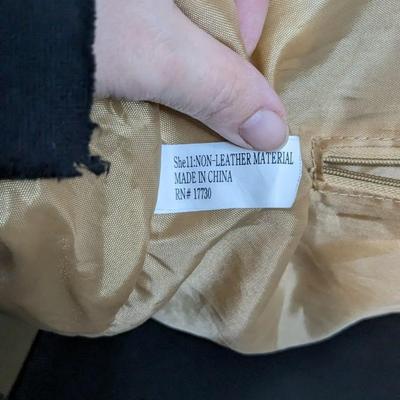 Shell:NON-LEATHER MATERIAL
MADE IN CHINA
RN# 17730